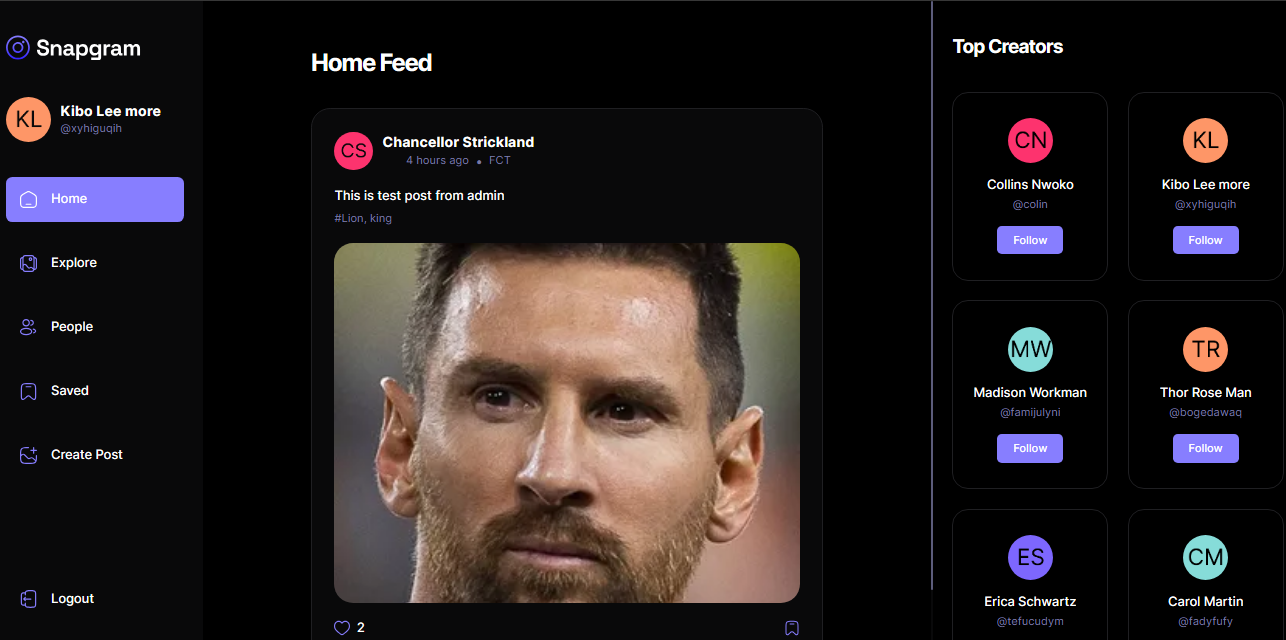 Snapgram
KL
Kibo Lee more
@xyhiguqih
Home
Explore
People
Saved
Create Post
Logout
Home Feed
CS
Chancellor Strickland
4 hours ago • FCT
This is test post from admin
#Lion, king
2
Top Creators
CN
Collins Nwoko
@colin
Follow
KL
Kibo Lee more
@xyhiguqih
Follow
MW
Madison Workman
@famijulyni
Follow
TR
Thor Rose Man
@bogedawaq
Follow
ES
Erica Schwartz
@tefucudym
CM
Carol Martin
@fadyfufy